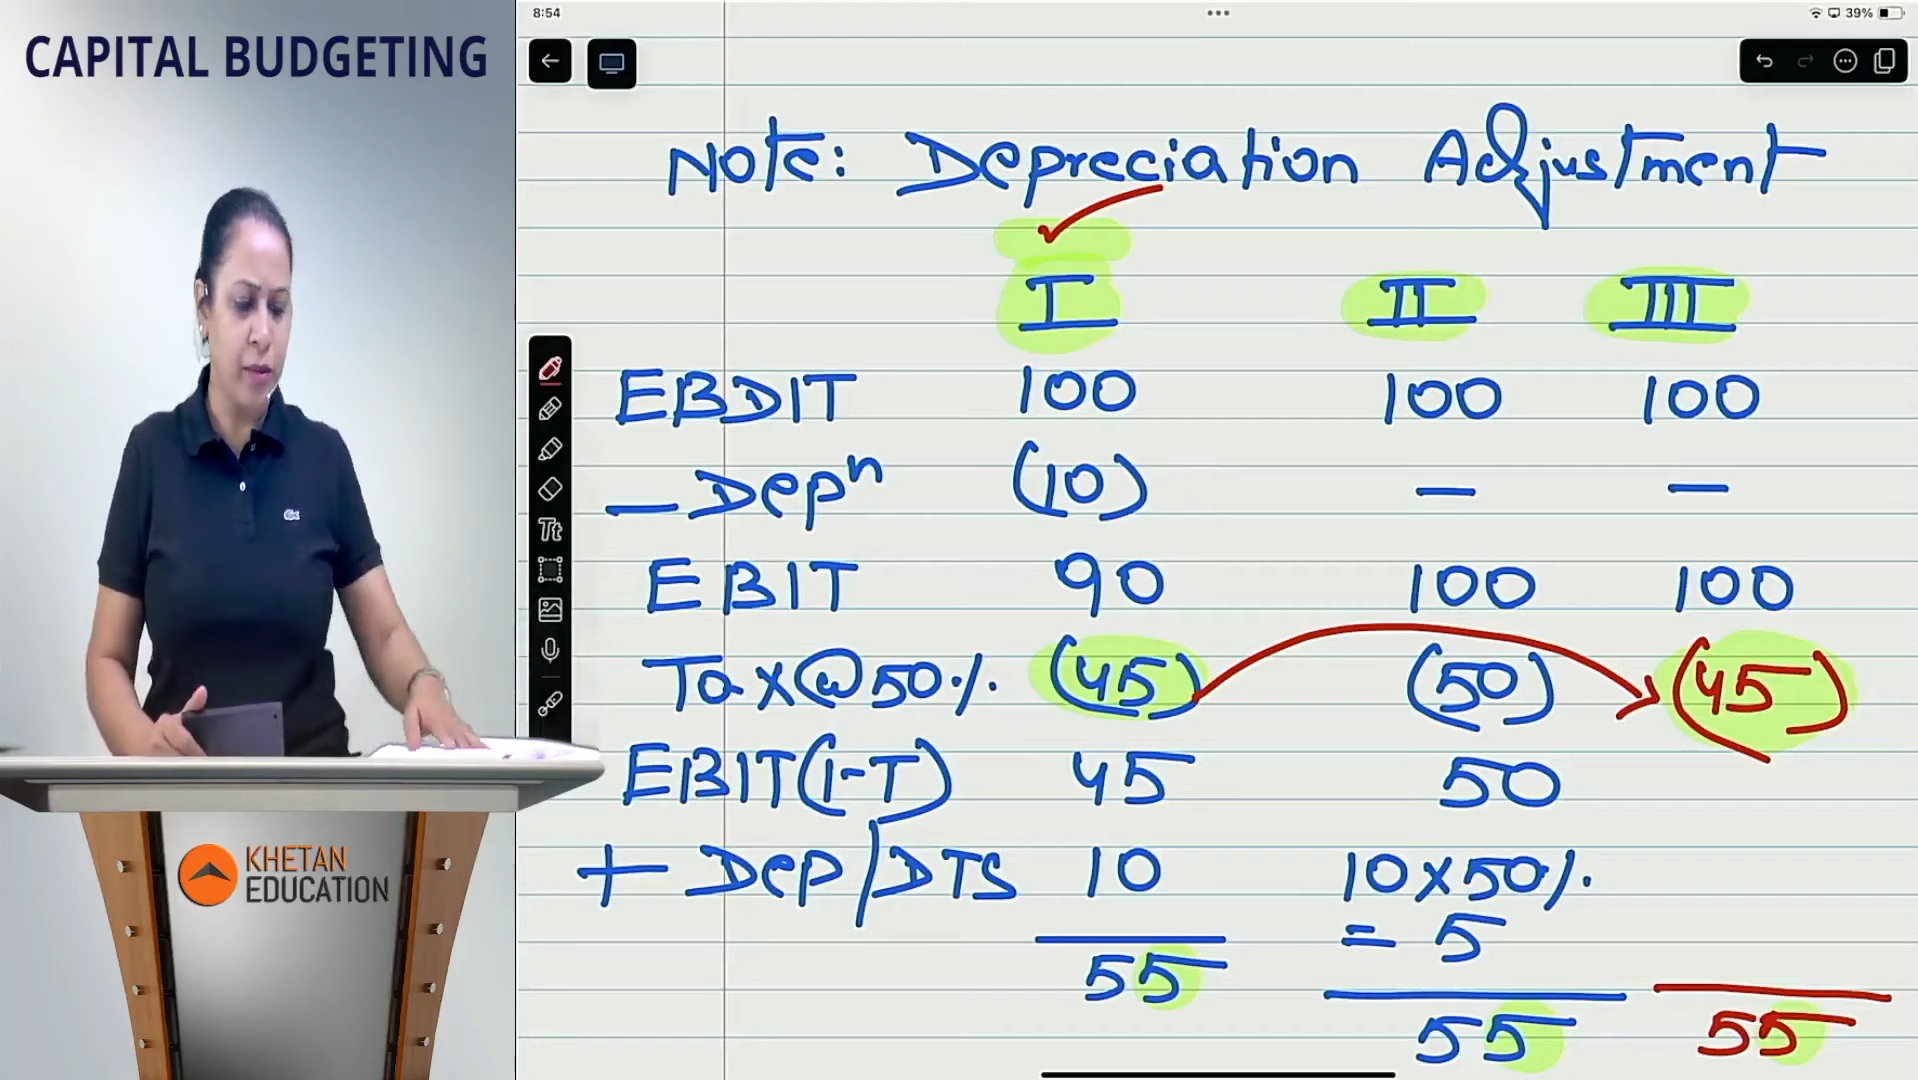 CAPITAL BUDGETING
8:54
39%
Note: Depreciation Adjustment
I II III
EBDIT 100 100 100
— Depⁿ (10) — —
EBIT 90 100 100
Tax@50% (45) (50) (45)
EBIT(1-T) 45 50
+ Dep/DTS 10 10x50%
= 5
55 55 55
Tt
KHETAN
EDUCATION